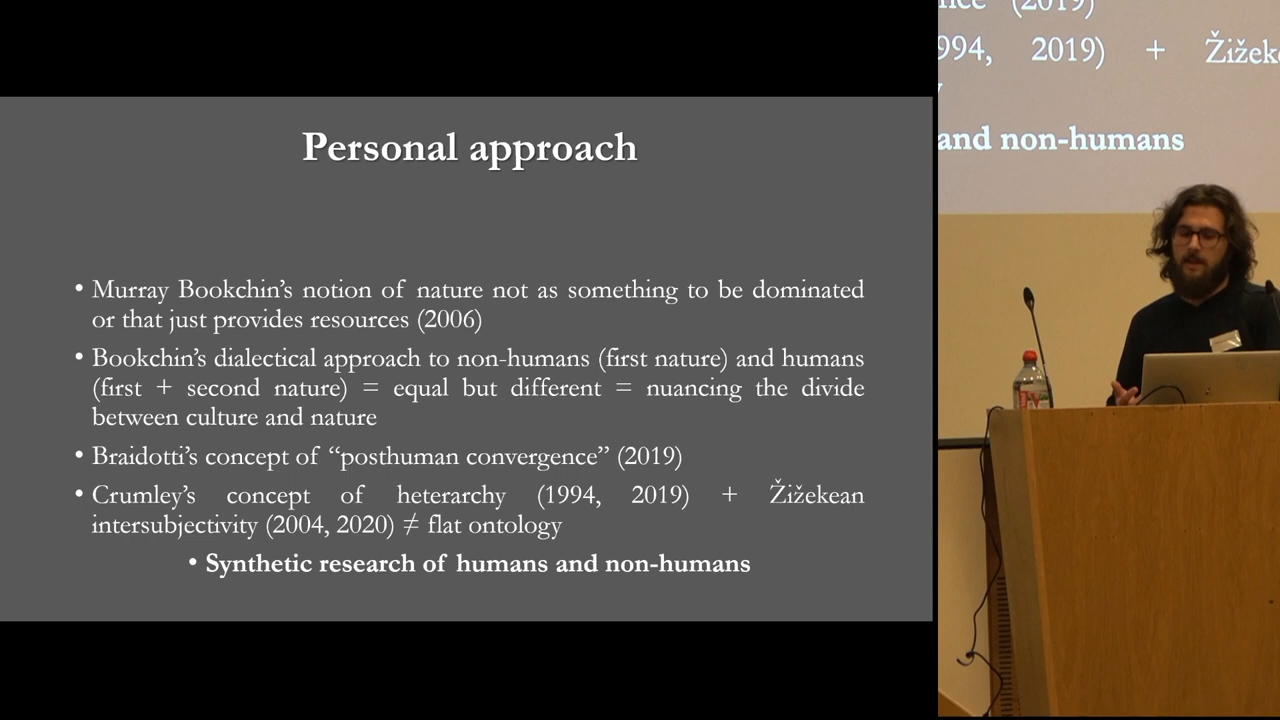 Personal approach
• Murray Bookchin’s notion of nature not as something to be dominated
or that just provides resources (2006)
• Bookchin’s dialectical approach to non-humans (first nature) and humans
(first + second nature) = equal but different = nuancing the divide
between culture and nature
• Braidotti’s concept of “posthuman convergence” (2019)
• Crumley’s concept of heterarchy (1994, 2019) + Žižekean
intersubjectivity (2004, 2020) ≠ flat ontology
• Synthetic research of humans and non-humans
(2019)
994, 2019) + Žižek
and non-humans